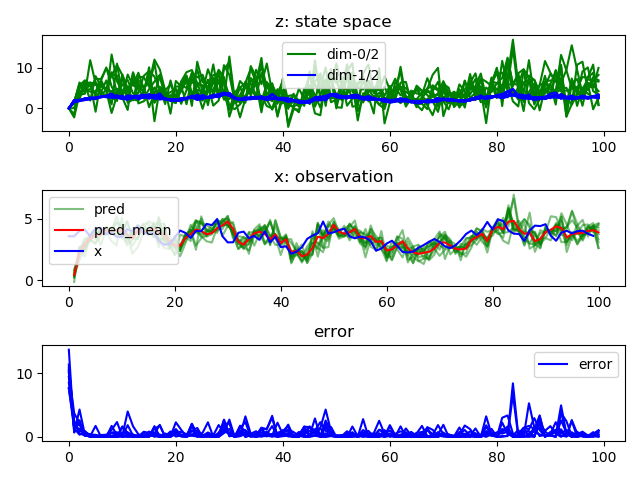 z: state space
10
0
dim-0/2
dim-1/2
0 20 40 60 80 100
x: observation
5
0
pred
pred_mean
x
0 20 40 60 80 100
error
10
0
error
0 20 40 60 80 100